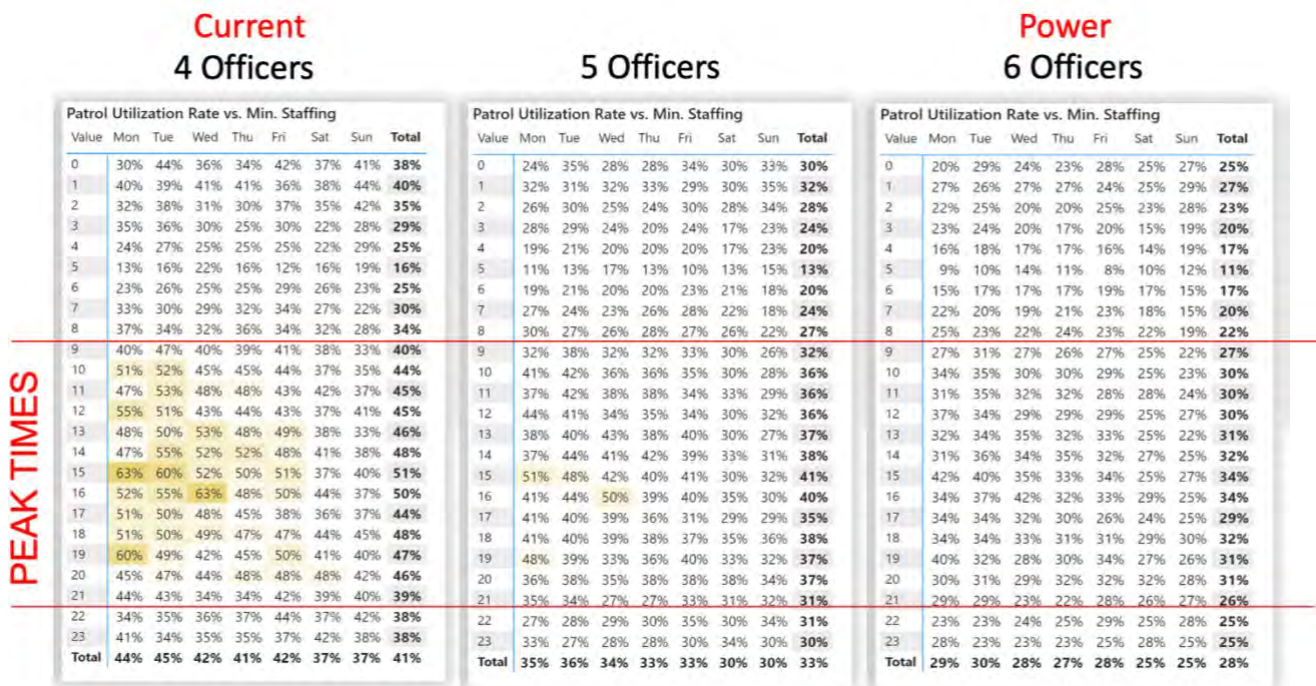 Current
4 Officers
5 Officers
Power
6 Officers
PEAK TIMES
Patrol Utilization Rate vs. Min. Staffing
Value Mon Tue Wed Thu Fri Sat Sun Total
0 30% 44% 36% 34% 42% 37% 41% 38%
1 40% 39% 41% 41% 36% 38% 44% 40%
2 32% 38% 31% 30% 37% 35% 42% 35%
3 35% 36% 30% 25% 30% 22% 28% 29%
4 24% 27% 25% 25% 25% 22% 29% 25%
5 13% 16% 22% 16% 12% 16% 19% 16%
6 23% 26% 25% 25% 29% 26% 23% 25%
7 33% 30% 29% 32% 34% 27% 22% 30%
8 37% 34% 32% 36% 34% 32% 28% 34%
9 40% 47% 40% 39% 41% 38% 33% 40%
10 51% 52% 45% 45% 44% 37% 35% 44%
11 47% 53% 48% 48% 43% 42% 37% 45%
12 55% 51% 43% 44% 43% 37% 41% 45%
13 48% 50% 53% 48% 49% 38% 33% 46%
14 47% 55% 52% 52% 48% 41% 38% 48%
15 63% 60% 52% 50% 51% 37% 40% 51%
16 52% 55% 63% 48% 50% 44% 37% 50%
17 51% 50% 48% 45% 38% 36% 37% 44%
18 51% 50% 49% 47% 47% 44% 45% 48%
19 60% 49% 42% 45% 50% 41% 40% 47%
20 45% 47% 44% 48% 48% 48% 42% 46%
21 44% 43% 34% 34% 42% 39% 40% 39%
22 34% 35% 36% 37% 44% 37% 42% 38%
23 41% 34% 35% 35% 37% 42% 38% 38%
Total 44% 45% 42% 41% 42% 37% 37% 41%
Patrol Utilization Rate vs. Min. Staffing
Value Mon Tue Wed Thu Fri Sat Sun Total
0 24% 35% 28% 28% 34% 30% 33% 30%
1 32% 31% 32% 33% 29% 30% 35% 32%
2 26% 30% 25% 24% 30% 28% 34% 28%
3 28% 29% 24% 20% 24% 17% 23% 24%
4 19% 21% 20% 20% 20% 17% 23% 20%
5 11% 13% 17% 13% 10% 13% 15% 13%
6 19% 21% 20% 20% 23% 21% 18% 20%
7 27% 24% 23% 26% 28% 22% 18% 24%
8 30% 27% 26% 28% 27% 26% 22% 27%
9 32% 38% 32% 32% 33% 30% 26% 32%
10 41% 42% 36% 36% 35% 30% 28% 36%
11 37% 42% 38% 38% 34% 33% 29% 36%
12 44% 41% 34% 35% 34% 30% 32% 36%
13 38% 40% 43% 38% 40% 30% 27% 37%
14 37% 44% 41% 42% 39% 33% 31% 38%
15 51% 48% 42% 40% 41% 30% 32% 41%
16 41% 44% 50% 39% 40% 35% 30% 40%
17 41% 40% 39% 36% 31% 29% 29% 35%
18 41% 40% 39% 38% 37% 35% 36% 38%
19 48% 39% 33% 36% 40% 33% 32% 37%
20 36% 38% 35% 38% 38% 38% 34% 37%
21 35% 34% 27% 27% 33% 31% 32% 31%
22 27% 28% 29% 30% 35% 30% 34% 31%
23 33% 27% 28% 28% 30% 34% 30% 30%
Total 35% 36% 34% 33% 33% 30% 30% 33%
Patrol Utilization Rate vs. Min. Staffing
Value Mon Tue Wed Thu Fri Sat Sun Total
0 20% 29% 24% 23% 28% 25% 27% 25%
1 27% 26% 27% 27% 24% 25% 29% 27%
2 22% 25% 20% 20% 25% 23% 28% 23%
3 23% 24% 20% 17% 20% 15% 19% 20%
4 16% 18% 17% 17% 16% 14% 19% 17%
5 9% 10% 14% 11% 8% 10% 12% 11%
6 15% 17% 17% 17% 19% 17% 15% 17%
7 22% 20% 19% 21% 23% 18% 15% 20%
8 25% 23% 22% 24% 23% 22% 19% 22%
9 27% 31% 27% 26% 27% 25% 22% 27%
10 34% 35% 30% 30% 29% 25% 23% 30%
11 31% 35% 32% 32% 28% 28% 24% 30%
12 37% 34% 29% 29% 29% 25% 27% 30%
13 32% 34% 35% 32% 33% 25% 22% 31%
14 31% 36% 34% 35% 32% 27% 25% 32%
15 42% 40% 35% 33% 34% 25% 27% 34%
16 34% 37% 42% 32% 33% 29% 25% 34%
17 34% 34% 32% 30% 26% 24% 25% 29%
18 34% 34% 33% 31% 31% 29% 30% 32%
19 40% 32% 28% 30% 34% 27% 26% 31%
20 30% 31% 29% 32% 32% 32% 28% 31%
21 29% 29% 23% 22% 28% 26% 27% 26%
22 23% 23% 24% 25% 29% 25% 28% 25%
23 28% 23% 23% 23% 25% 28% 25% 25%
Total 29% 30% 28% 27% 28% 25% 25% 28%